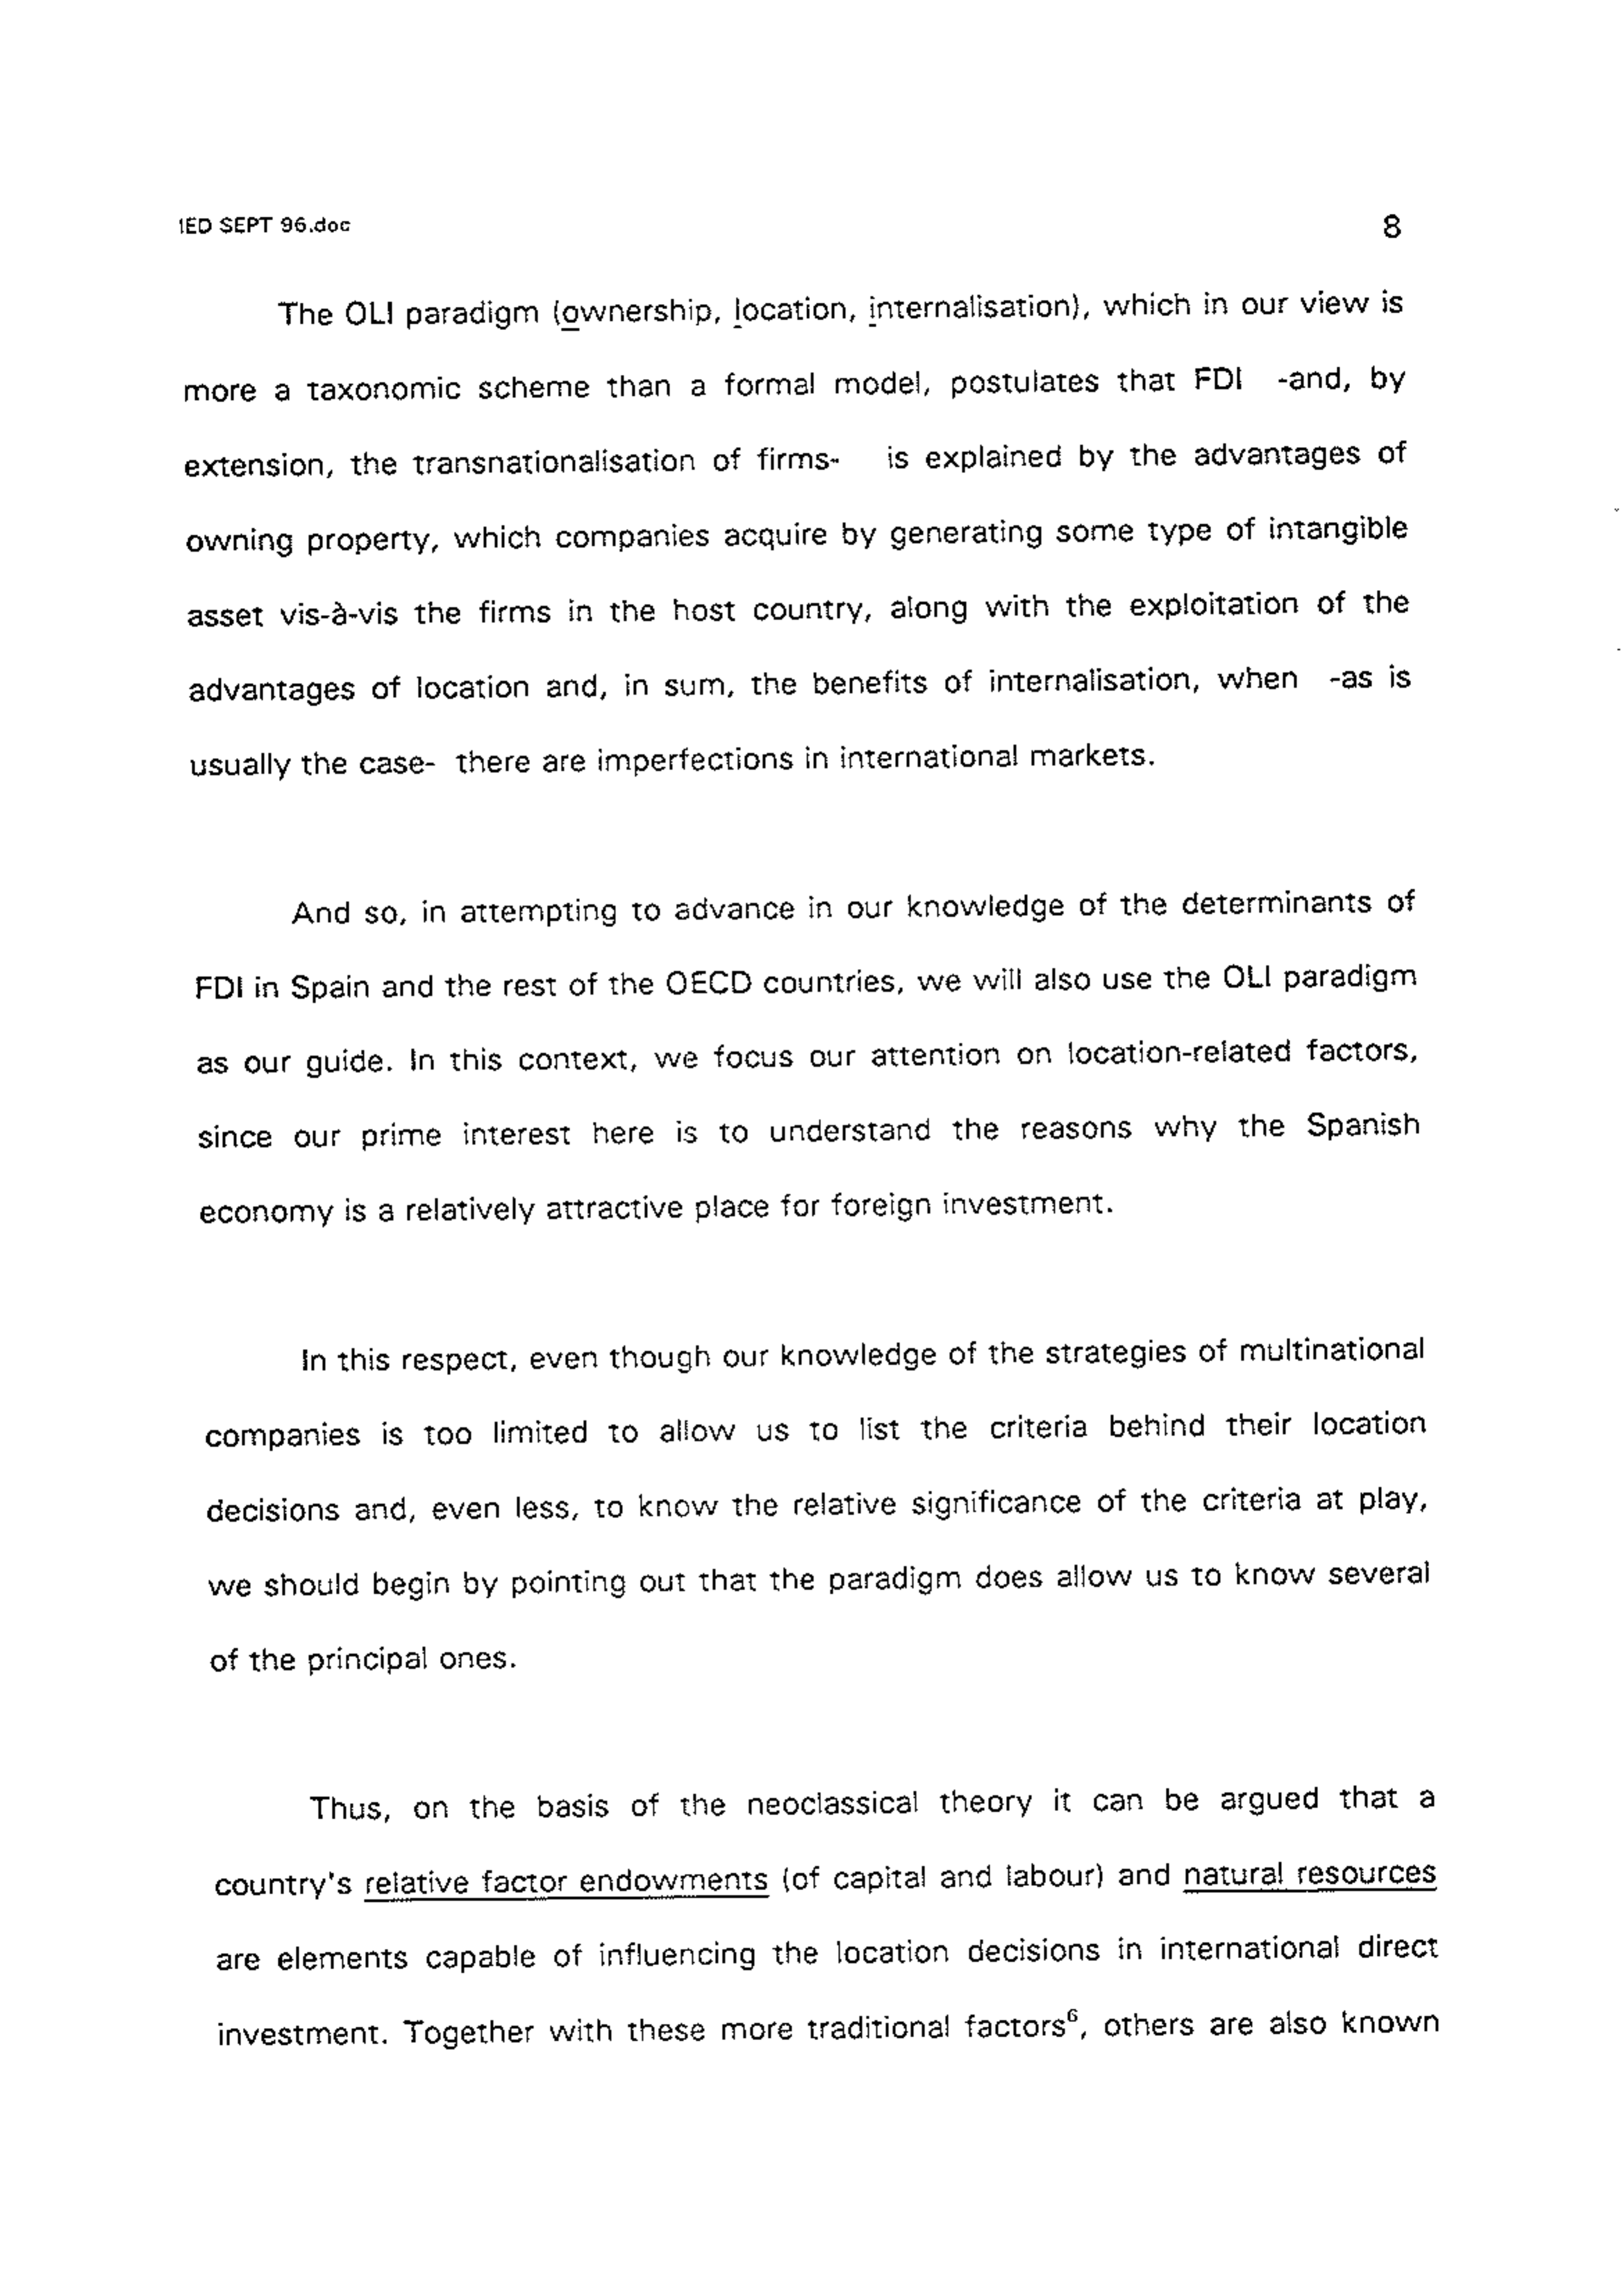 IED SEPT 96.doc 8
The OLI paradigm (ownership, location, internalisation), which in our view is
more a taxonomic scheme than a formal model, postulates that FDI -and, by
extension, the transnationalisation of firms- is explained by the advantages of
owning property, which companies acquire by generating some type of intangible
asset vis-à-vis the firms in the host country, along with the exploitation of the
advantages of location and, in sum, the benefits of internalisation, when -as is
usually the case- there are imperfections in international markets.
And so, in attempting to advance in our knowledge of the determinants of
FDI in Spain and the rest of the OECD countries, we will also use the OLI paradigm
as our guide. In this context, we focus our attention on location-related factors,
since our prime interest here is to understand the reasons why the Spanish
economy is a relatively attractive place for foreign investment.
In this respect, even though our knowledge of the strategies of multinational
companies is too limited to allow us to list the criteria behind their location
decisions and, even less, to know the relative significance of the criteria at play,
we should begin by pointing out that the paradigm does allow us to know several
of the principal ones.
Thus, on the basis of the neoclassical theory it can be argued that a
country's relative factor endowments (of capital and labour) and natural resources
are elements capable of influencing the location decisions in international direct
investment. Together with these more traditional factors⁶, others are also known